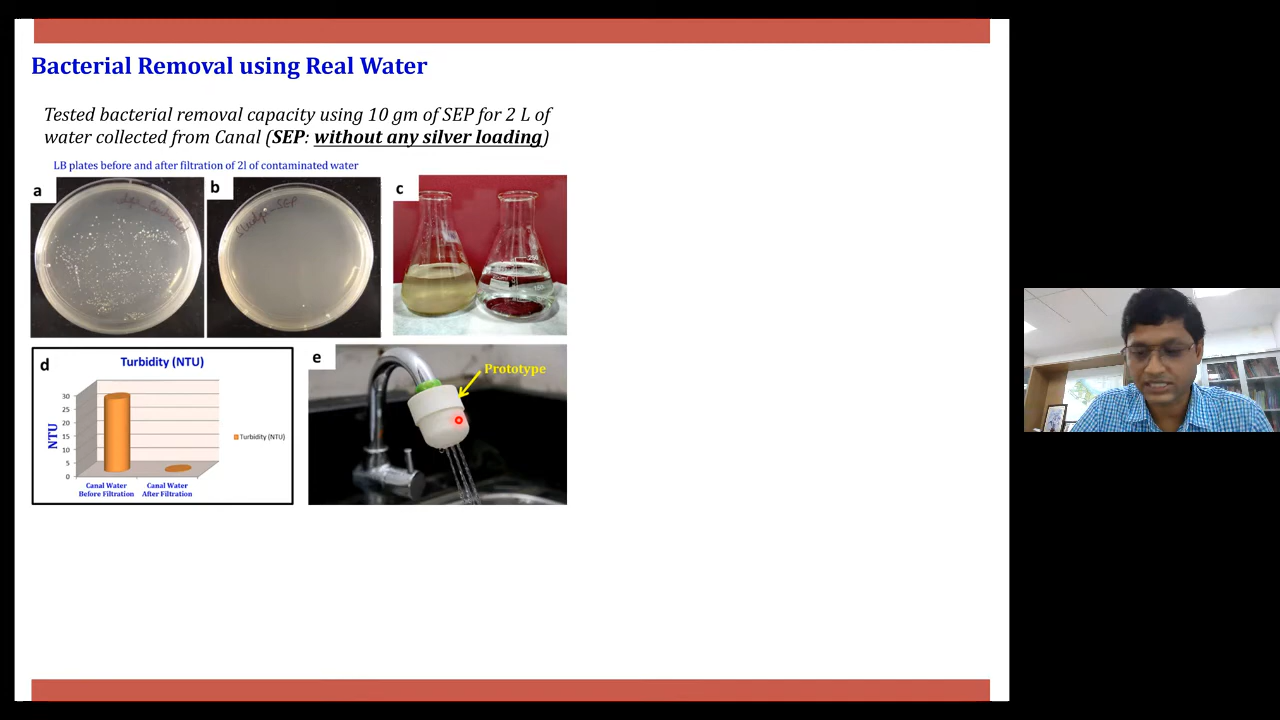 Bacterial Removal using Real Water
Tested bacterial removal capacity using 10 gm of SEP for 2 L of
water collected from Canal (SEP: without any silver loading)
LB plates before and after filtration of 2l of contaminated water
a
b
c
d
Turbidity (NTU)
NTU
30
25
20
15
10
5
0
Turbidity (NTU)
Canal Water
Before Filtration
Canal Water
After Filtration
e
Prototype